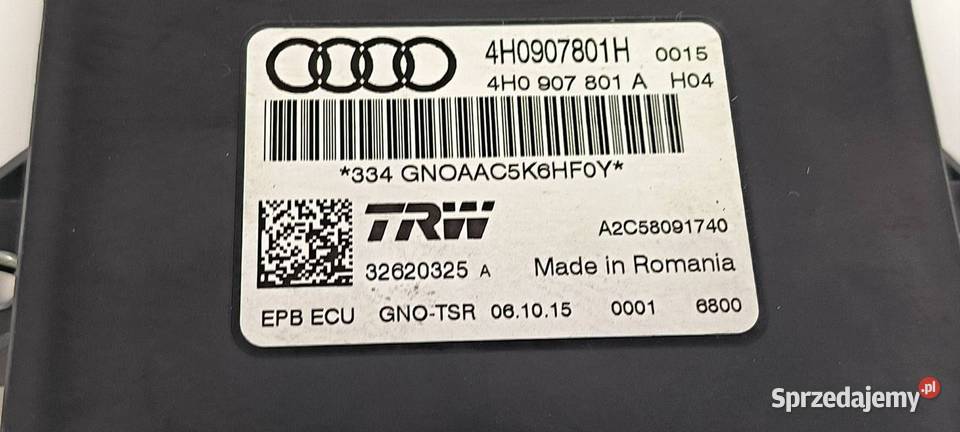 4H0907801H 0015
4H0 907 801 A H04
*334 GNOAAC5K6HF0Y*
TRW
A2C58091740
32620325 A Made in Romania
EPB ECU GNO-TSR 06.10.15 0001 6800
Sprzedajemy.pl